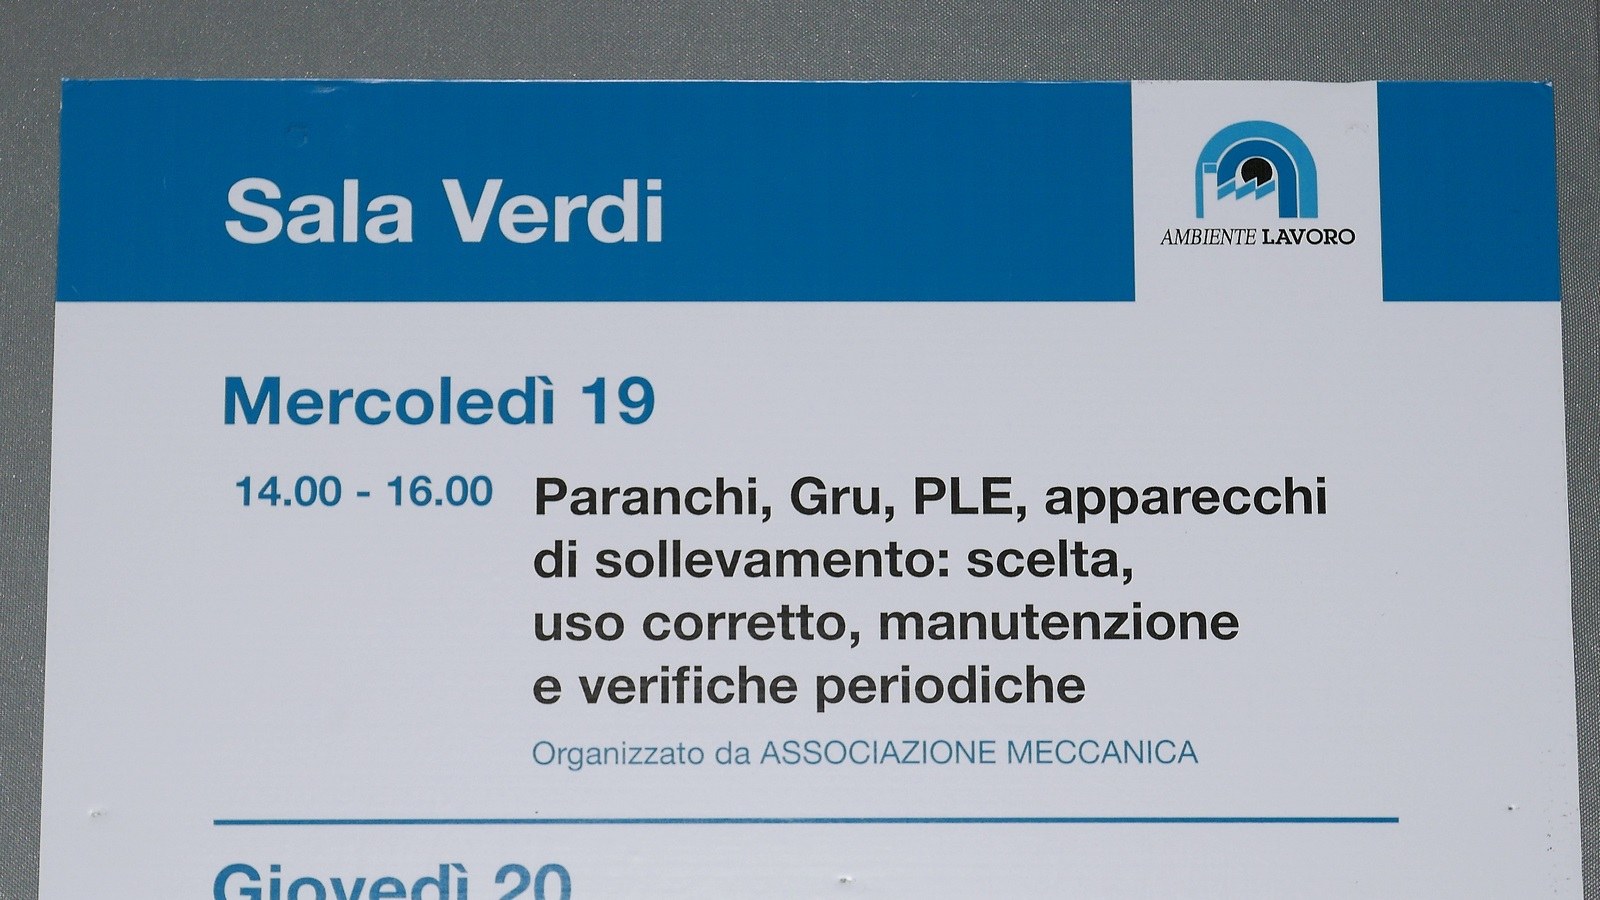 Sala Verdi
AMBIENTE LAVORO
Mercoledì 19
14.00 - 16.00 Paranchi, Gru, PLE, apparecchi
di sollevamento: scelta,
uso corretto, manutenzione
e verifiche periodiche
Organizzato da ASSOCIAZIONE MECCANICA
Giovedì 20